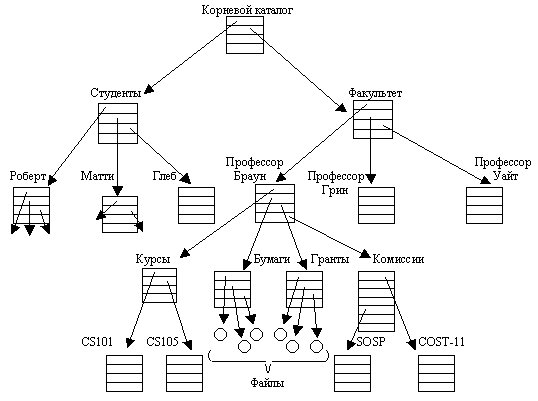 Корневой каталог
Студенты
Факультет
Роберт
Матти
Глеб
Профессор
Браун
Профессор
Грин
Профессор
Уайт
Курсы
Бумаги
Гранты
Комиссии
CS101
CS105
SOSP
COST-11
Файлы